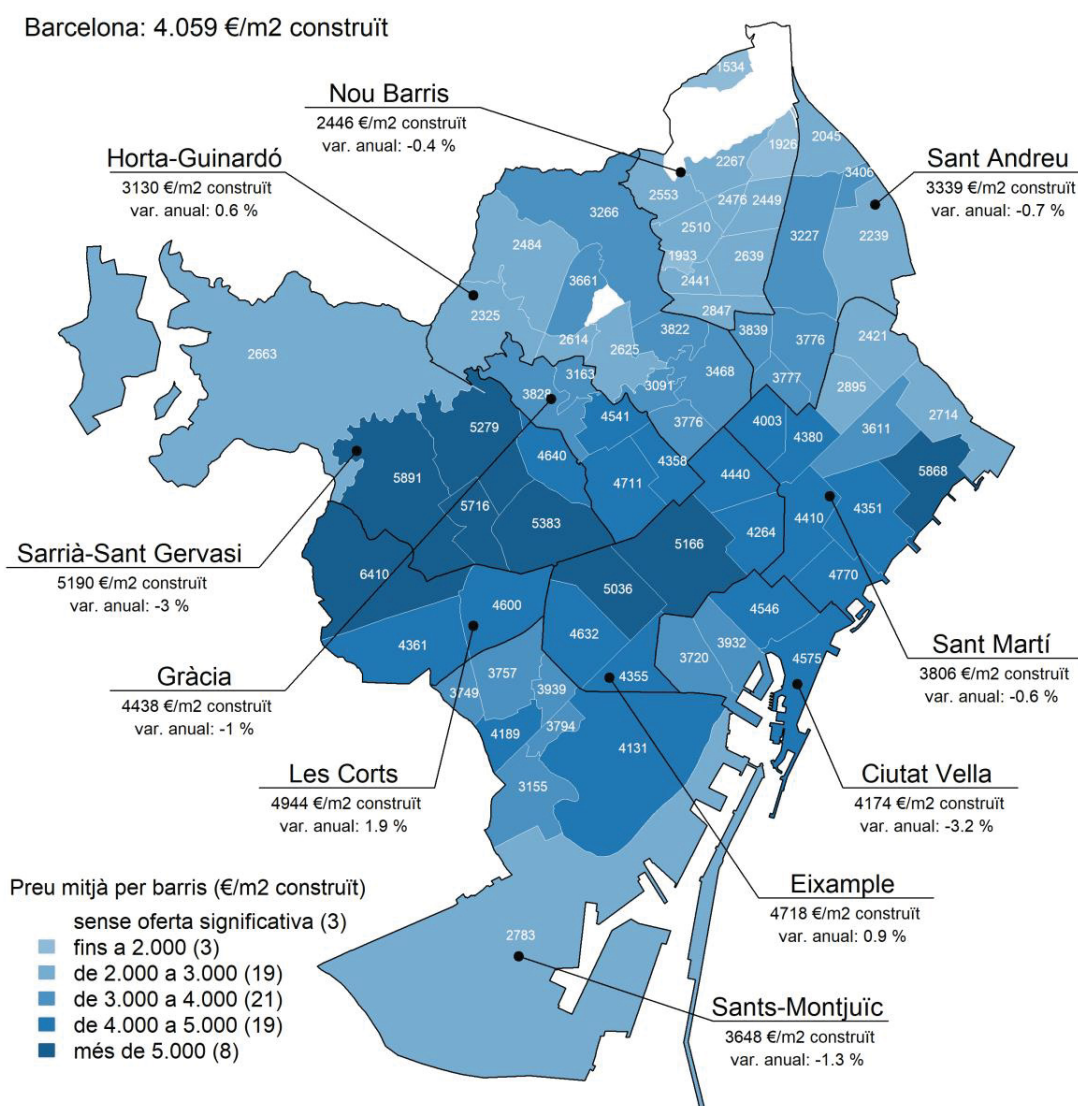 Barcelona: 4.059 €/m2 construït
Nou Barris
2446 €/m2 construït
var. anual: -0.4 %
Horta-Guinardó
3130 €/m2 construït
var. anual: 0.6 %
Sant Andreu
3339 €/m2 construït
var. anual: -0.7 %
1534
1926
2045
2267
3406
2553
2476
2449
3266
2510
3227
2239
2484
1933
2639
3661
2441
2325
2847
2663
2614
2625
3822
3839
3776
2421
3163
3091
3468
3777
2895
3828
4541
3776
4003
4380
3611
2714
5279
4640
4358
4440
5868
5891
4711
5716
5383
4264
4410
4351
5166
6410
5036
4770
4600
4546
4361
4632
3932
3720
4575
3757
4355
3749
3939
4189
3794
4131
3155
2783
Sarrià-Sant Gervasi
5190 €/m2 construït
var. anual: -3 %
Gràcia
4438 €/m2 construït
var. anual: -1 %
Sant Martí
3806 €/m2 construït
var. anual: -0.6 %
Les Corts
4944 €/m2 construït
var. anual: 1.9 %
Ciutat Vella
4174 €/m2 construït
var. anual: -3.2 %
Eixample
4718 €/m2 construït
var. anual: 0.9 %
Sants-Montjuïc
3648 €/m2 construït
var. anual: -1.3 %
Preu mitjà per barris (€/m2 construït)
sense oferta significativa (3)
fins a 2.000 (3)
de 2.000 a 3.000 (19)
de 3.000 a 4.000 (21)
de 4.000 a 5.000 (19)
més de 5.000 (8)